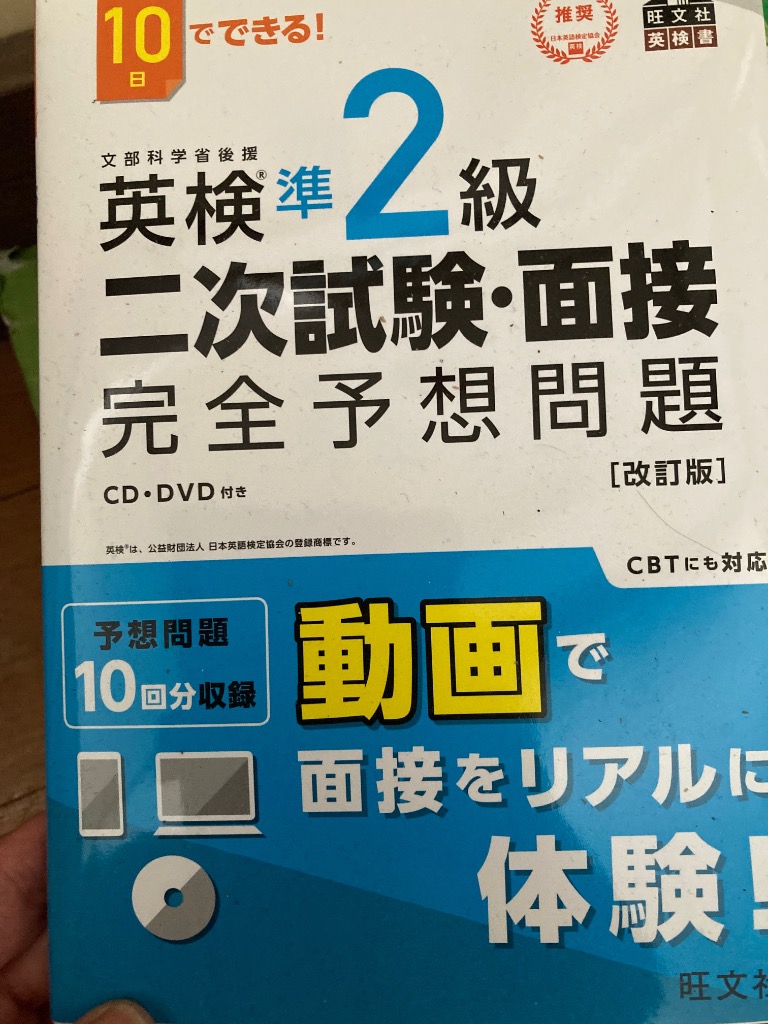 10日でできる!
推奨
日本英語検定協会
英検
旺文社
英検書
文部科学省後援
英検®準2級
二次試験・面接
完全予想問題
[改訂版]
CD・DVD付き
英検®は、公益財団法人 日本英語検定協会の登録商標です。
CBTにも対応
予想問題
10回分収録
動画で
面接をリアルに
体験!
旺文社